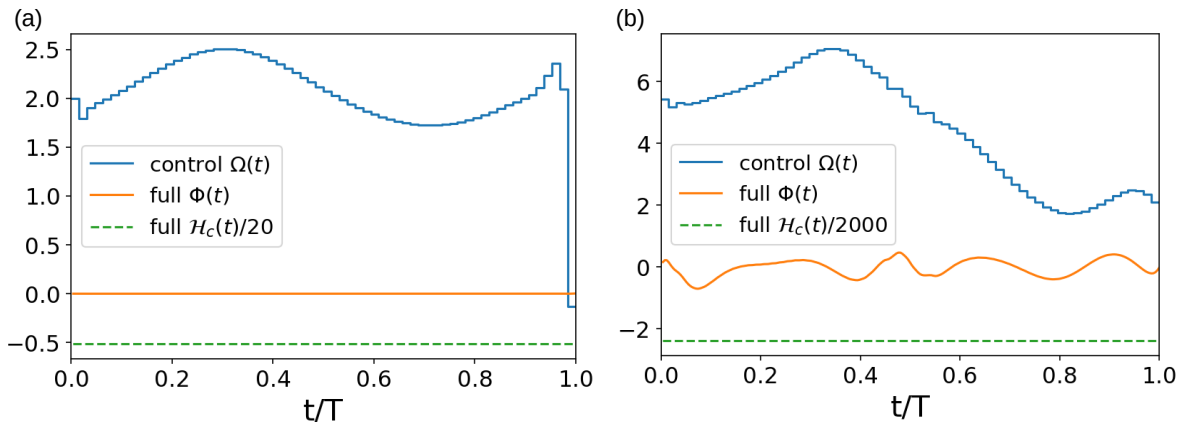 (a)
2.5
2.0
1.5
1.0
0.5
0.0
−0.5
control Ω(t)
full Φ(t)
full ℋc(t)/20
0.0 0.2 0.4 0.6 0.8 1.0
t/T
(b)
6
4
2
0
−2
control Ω(t)
full Φ(t)
full ℋc(t)/2000
0.0 0.2 0.4 0.6 0.8 1.0
t/T